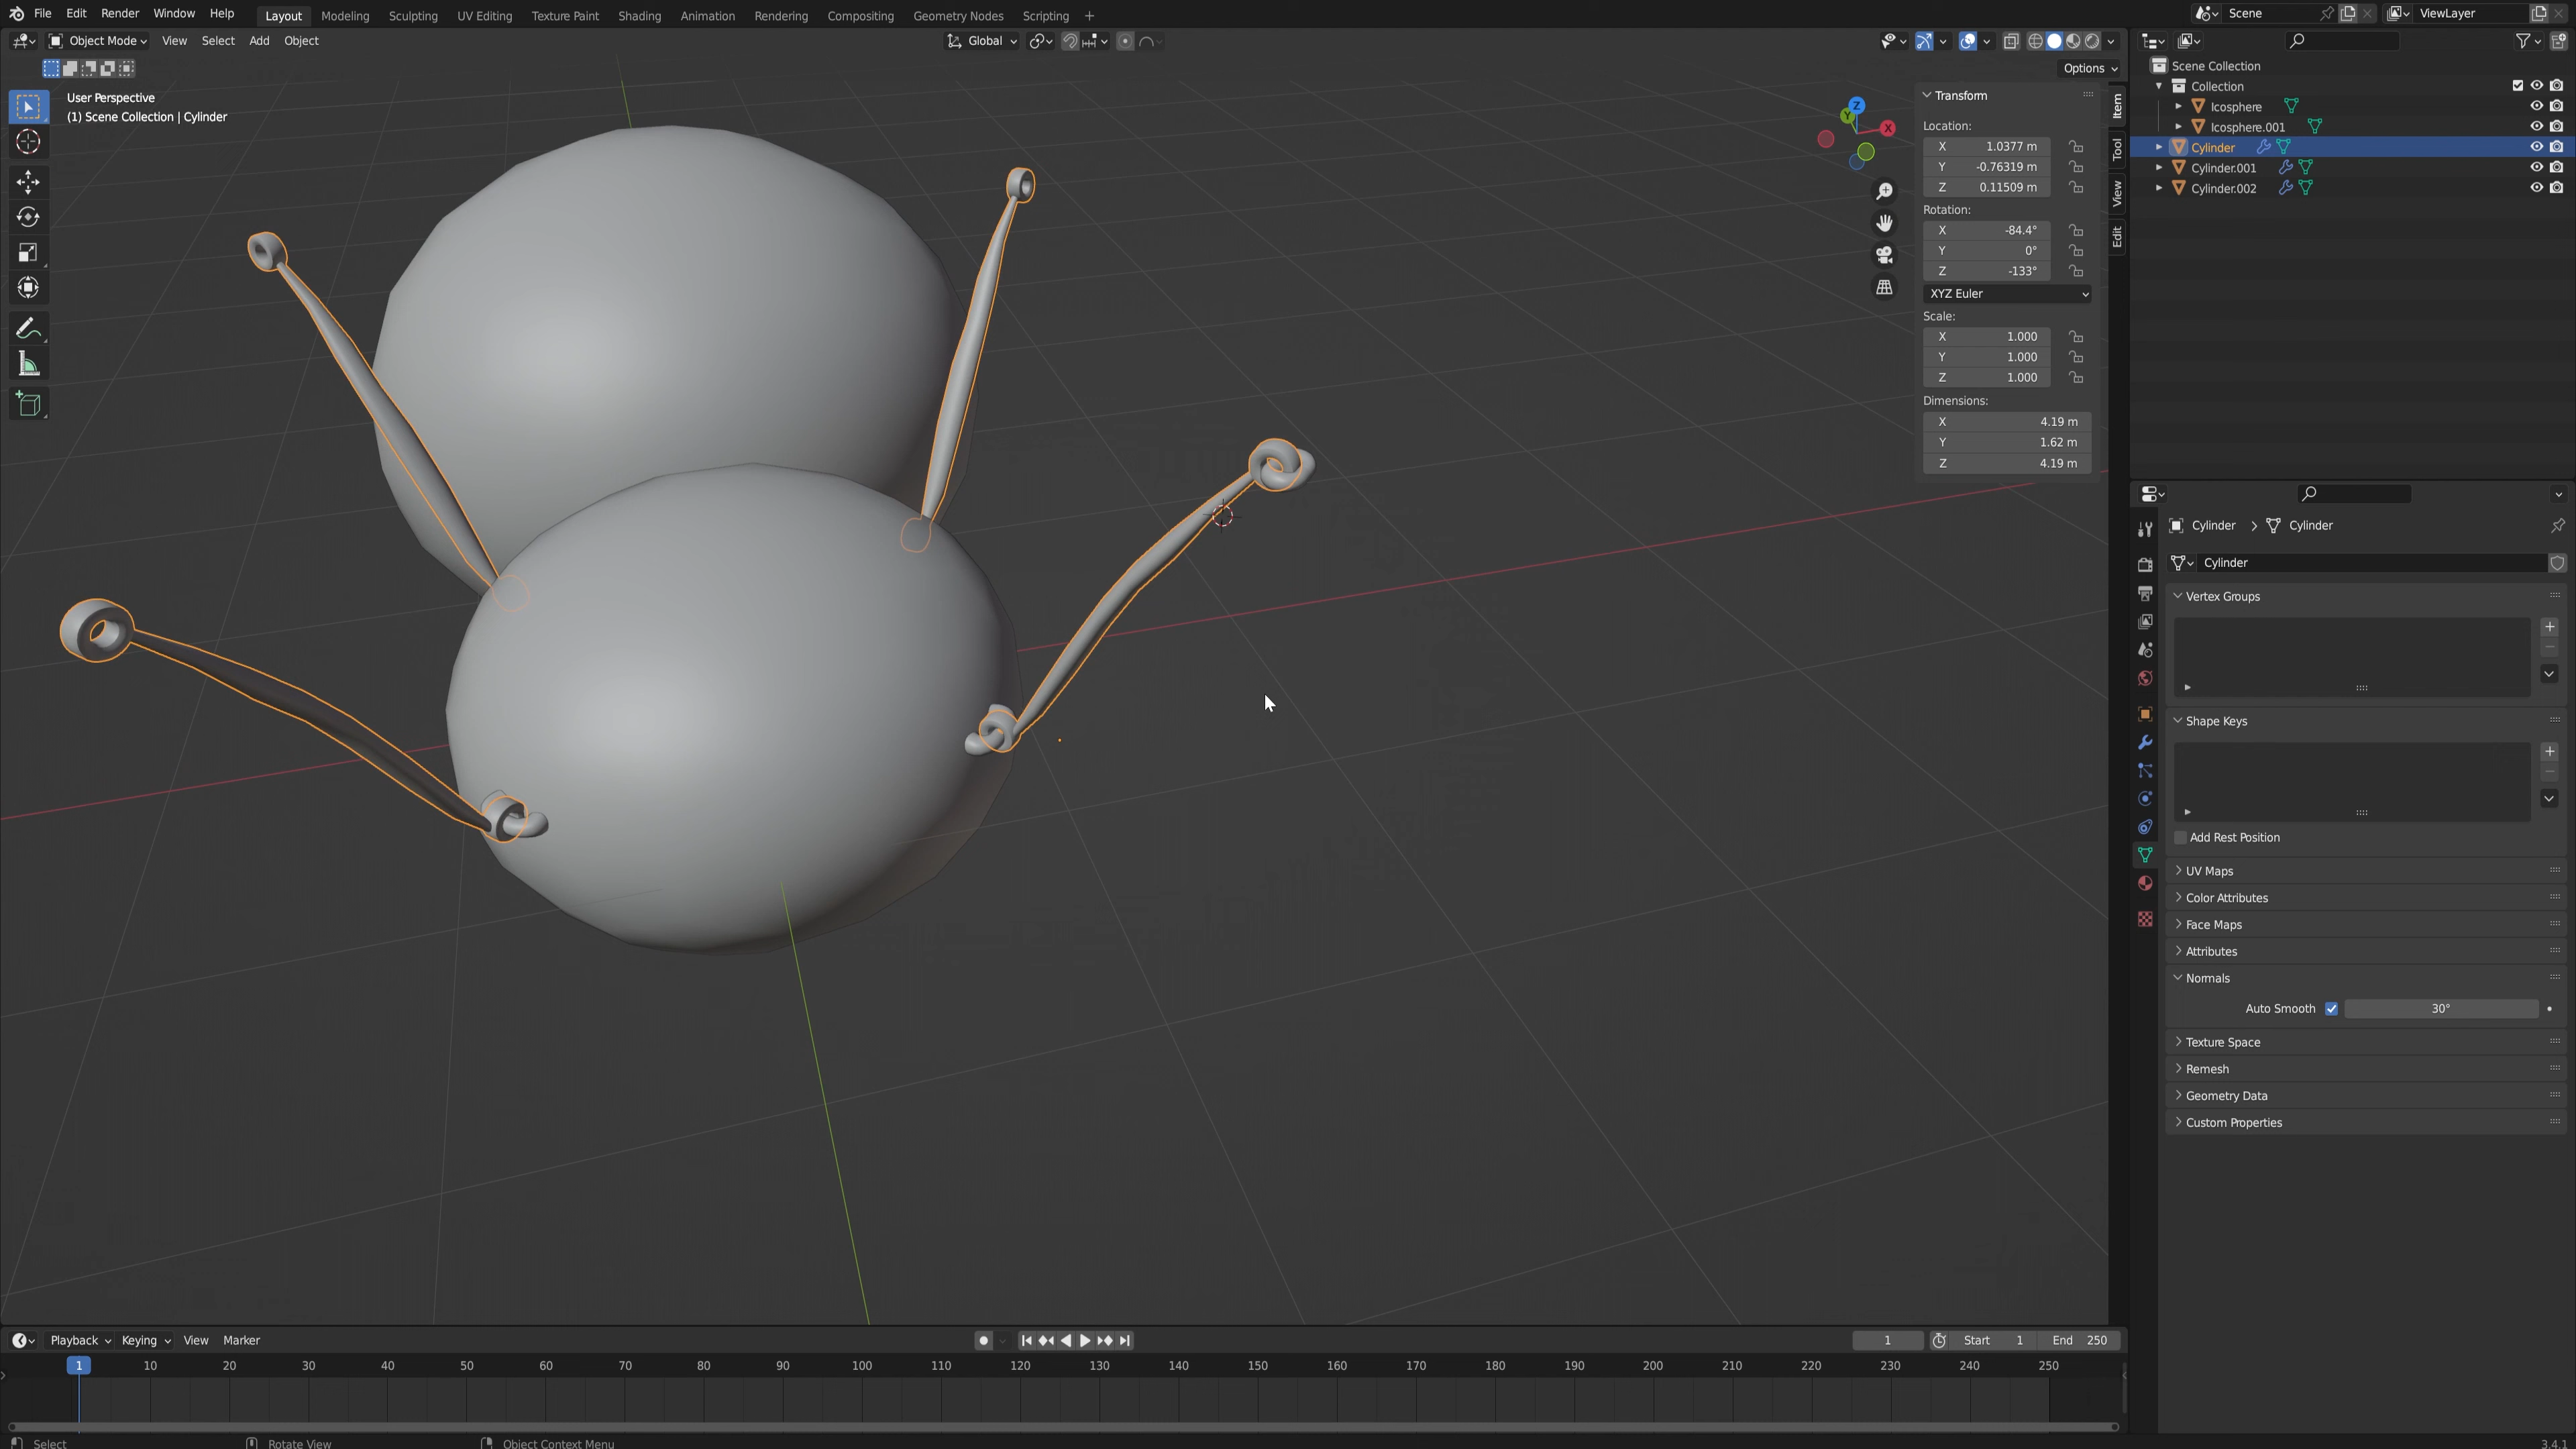 File Edit Render Window Help Layout Modeling Sculpting UV Editing Texture Paint Shading Animation Rendering Compositing Geometry Nodes Scripting + Scene ViewLayer
Object Mode View Select Add Object Global
Options
User Perspective
(1) Scene Collection | Cylinder
Z
Y
X
Transform
Location:
X 1.0377 m
Y -0.76319 m
Z 0.11509 m
Rotation:
X -84.4°
Y 0°
Z -133°
XYZ Euler
Scale:
X 1.000
Y 1.000
Z 1.000
Dimensions:
X 4.19 m
Y 1.62 m
Z 4.19 m
Item
Tool
View
Edit
Scene Collection
Collection
Icosphere
Icosphere.001
Cylinder
Cylinder.001
Cylinder.002
Cylinder > Cylinder
Cylinder
Vertex Groups
Shape Keys
Add Rest Position
UV Maps
Color Attributes
Face Maps
Attributes
Normals
Auto Smooth 30°
Texture Space
Remesh
Geometry Data
Custom Properties
Playback Keying View Marker 1 Start 1 End 250
1 10 20 30 40 50 60 70 80 90 100 110 120 130 140 150 160 170 180 190 200 210 220 230 240 250
Select Rotate View Object Context Menu 3.4.1